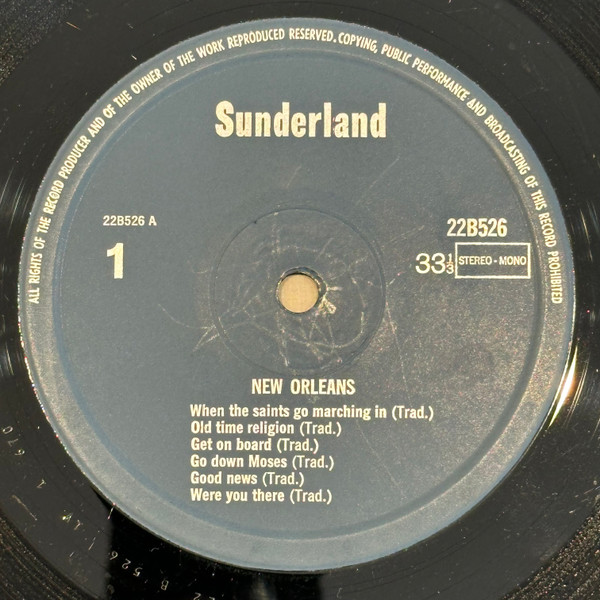 ALL RIGHTS OF THE RECORD PRODUCER AND OF THE OWNER OF THE WORK REPRODUCED RESERVED. COPYING, PUBLIC PERFORMANCE AND BROADCASTING OF THIS RECORD PROHIBITED
Sunderland
22B526 A
1
22B526
33⅓ STEREO - MONO
NEW ORLEANS
When the saints go marching in (Trad.)
Old time religion (Trad.)
Get on board (Trad.)
Go down Moses (Trad.)
Good news (Trad.)
Were you there (Trad.)